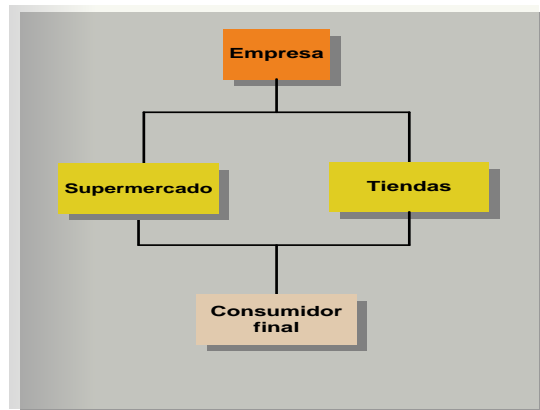 Empresa
Supermercado
Tiendas
Consumidor
final